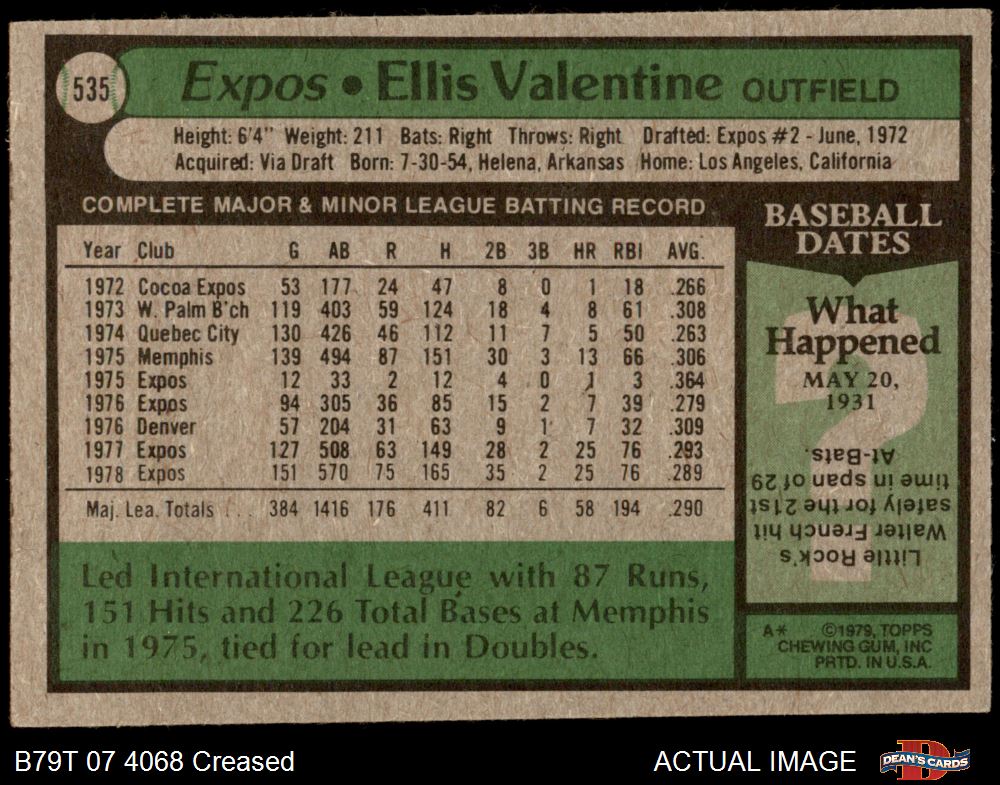 535
Expos • Ellis Valentine OUTFIELD
Height: 6'4" Weight: 211 Bats: Right Throws: Right Drafted: Expos #2 - June, 1972
Acquired: Via Draft Born: 7-30-54, Helena, Arkansas Home: Los Angeles, California
COMPLETE MAJOR & MINOR LEAGUE BATTING RECORD
Year Club G AB R H 2B 3B HR RBI AVG.
1972 Cocoa Expos 53 177 24 47 8 0 1 18 .266
1973 W. Palm B'ch 119 403 59 124 18 4 8 61 .308
1974 Quebec City 130 426 46 112 11 7 5 50 .263
1975 Memphis 139 494 87 151 30 3 13 66 .306
1975 Expos 12 33 2 12 4 0 1 3 .364
1976 Expos 94 305 36 85 15 2 7 39 .279
1976 Denver 57 204 31 63 9 1 7 32 .309
1977 Expos 127 508 63 149 28 2 25 76 .293
1978 Expos 151 570 75 165 35 2 25 76 .289
Maj. Lea. Totals . . . 384 1416 176 411 82 6 58 194 .290
Led International League with 87 Runs,
151 Hits and 226 Total Bases at Memphis
in 1975, tied for lead in Doubles.
BASEBALL
DATES
What
Happened
MAY 20,
1931
Little Rock's
Walter French hit
safely for the 21st
time in span of 29
At-Bats.
A* ©1979, TOPPS
CHEWING GUM, INC
PRTD. IN U.S.A.
B79T 07 4068 Creased
ACTUAL IMAGE
D
DEAN'S CARDS